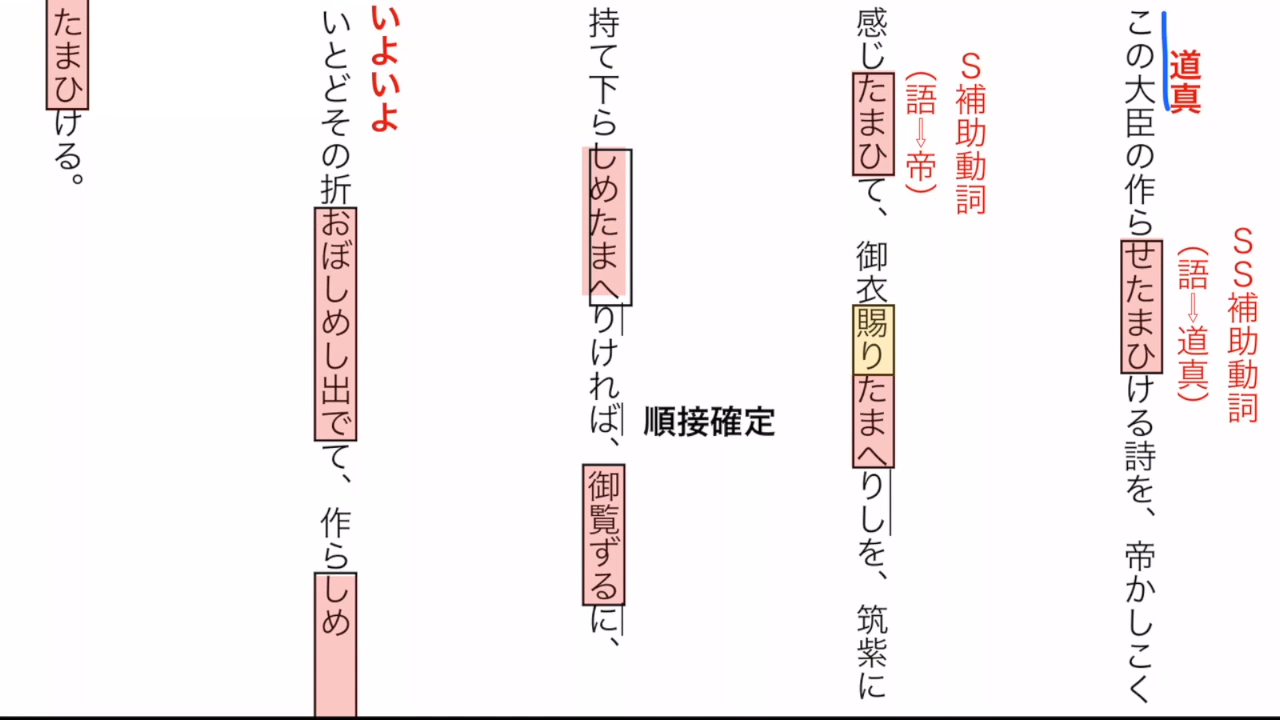 道真
SS補助動詞
(語⇨道真)
この大臣の作らせたまひける詩を、帝かしこく
S補助動詞
(語⇨帝)
感じたまひて、御衣賜りたまへりしを、筑紫に
順接確定
持て下らしめたまへりければ、御覧ずるに、
いよいよ
いとどその折おぼしめし出でて、作らしめ
たまひける。